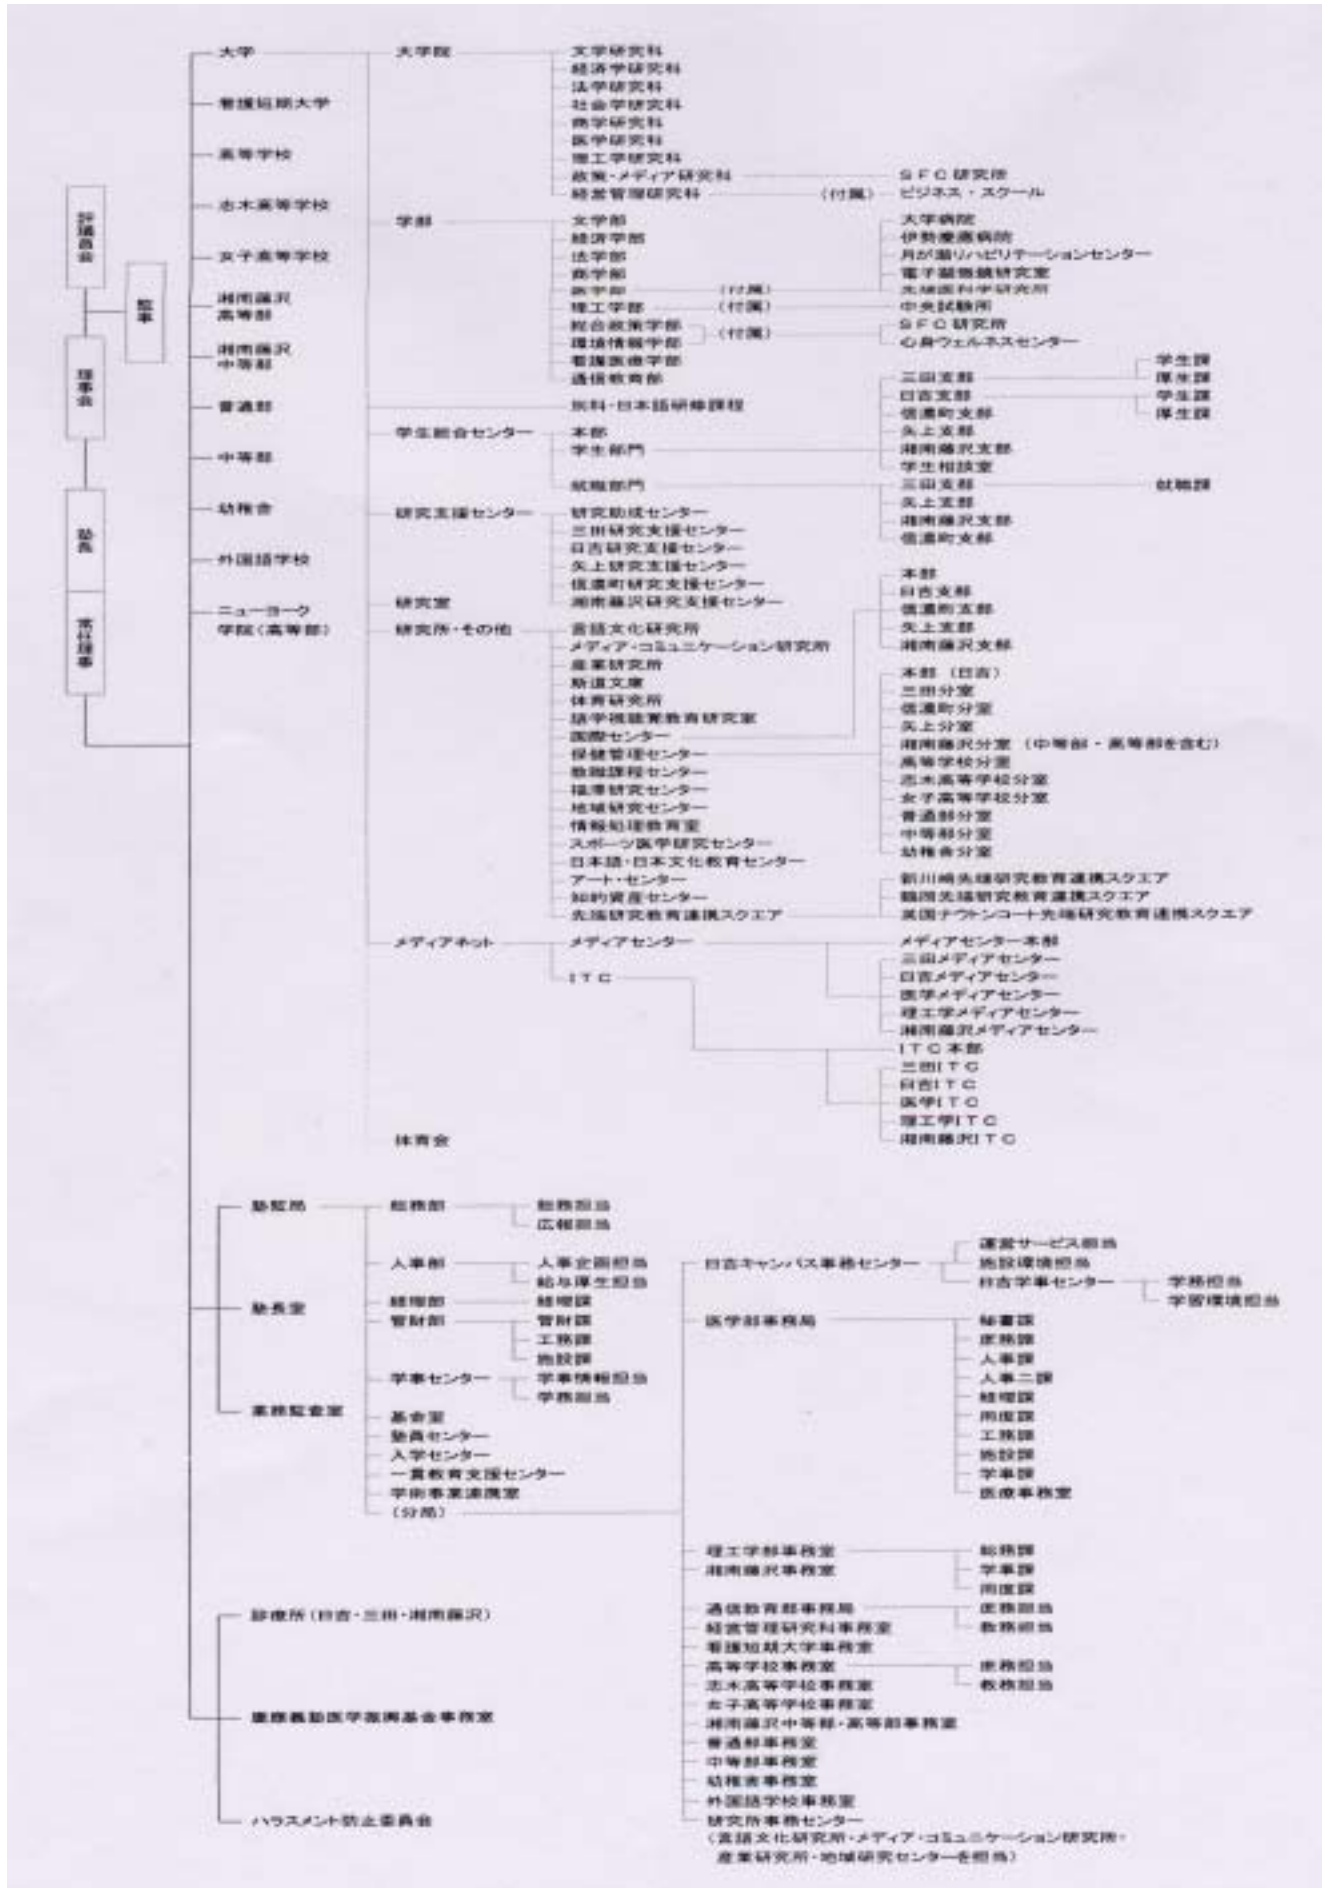 評議員会
監事
理事会
塾長
常任理事
大学
看護短期大学
高等学校
志木高等学校
女子高等学校
湘南藤沢
高等部
湘南藤沢
中等部
普通部
中等部
幼稚舎
外国語学校
ニューヨーク
学院(高等部)
大学院
文学研究科
経済学研究科
法学研究科
社会学研究科
商学研究科
医学研究科
理工学研究科
政策・メディア研究科
SFC研究所
経営管理研究科
(付属)
ビジネス・スクール
学部
文学部
経済学部
法学部
商学部
医学部
(付属)
大学病院
伊勢慶應病院
月が瀬リハビリテーションセンター
電子顕微鏡研究室
先端医科学研究所
理工学部
(付属)
中央試験所
総合政策学部
環境情報学部
(付属)
SFC研究所
心身ウェルネスセンター
看護医療学部
通信教育部
別科・日本語研修課程
学生総合センター
本部
学生部門
三田支部
学生課
厚生課
日吉支部
学生課
厚生課
信濃町支部
矢上支部
湘南藤沢支部
学生相談室
就職部門
三田支部
就職課
矢上支部
湘南藤沢支部
信濃町支部
研究支援センター
研究助成センター
三田研究支援センター
日吉研究支援センター
矢上研究支援センター
信濃町研究支援センター
湘南藤沢研究支援センター
研究室
研究所・その他
言語文化研究所
メディア・コミュニケーション研究所
産業研究所
斯道文庫
体育研究所
語学視聴覚教育研究室
国際センター
本部
日吉支部
信濃町支部
矢上支部
湘南藤沢支部
保健管理センター
本部(日吉)
三田分室
信濃町分室
矢上分室
湘南藤沢分室(中等部・高等部を含む)
高等学校分室
志木高等学校分室
女子高等学校分室
普通部分室
中等部分室
幼稚舎分室
教職課程センター
福澤研究センター
地域研究センター
情報処理教育室
スポーツ医学研究センター
日本語・日本文化教育センター
アート・センター
知的資産センター
先端研究教育連携スクエア
新川崎先端研究教育連携スクエア
鶴岡先端研究教育連携スクエア
英国ナウトンコート先端研究教育連携スクエア
メディアネット
メディアセンター
メディアセンター本部
三田メディアセンター
日吉メディアセンター
医学メディアセンター
理工学メディアセンター
湘南藤沢メディアセンター
ITC
ITC本部
三田ITC
日吉ITC
医学ITC
理工学ITC
湘南藤沢ITC
体育会
塾監局
総務部
総務担当
広報担当
人事部
人事企画担当
給与厚生担当
経理部
経理課
管財部
管財課
工務課
施設課
学事センター
学事情報担当
学務担当
基金室
塾員センター
入学センター
一貫教育支援センター
学術事業連携室
(分局)
塾長室
業務監査室
日吉キャンパス事務センター
運営サービス担当
施設環境担当
日吉学事センター
学務担当
学習環境担当
医学部事務局
秘書課
庶務課
人事課
人事二課
経理課
用度課
工務課
施設課
学事課
医療事務室
理工学部事務室
総務課
学事課
用度課
湘南藤沢事務室
通信教育部事務局
庶務担当
教務担当
経営管理研究科事務室
看護短期大学事務室
高等学校事務室
庶務担当
教務担当
志木高等学校事務室
女子高等学校事務室
湘南藤沢中等部・高等部事務室
普通部事務室
中等部事務室
幼稚舎事務室
外国語学校事務室
研究所事務センター
(言語文化研究所・メディア・コミュニケーション研究所・
産業研究所・地域研究センターを担当)
診療所(日吉・三田・湘南藤沢)
慶應義塾医学振興基金事務室
ハラスメント防止委員会